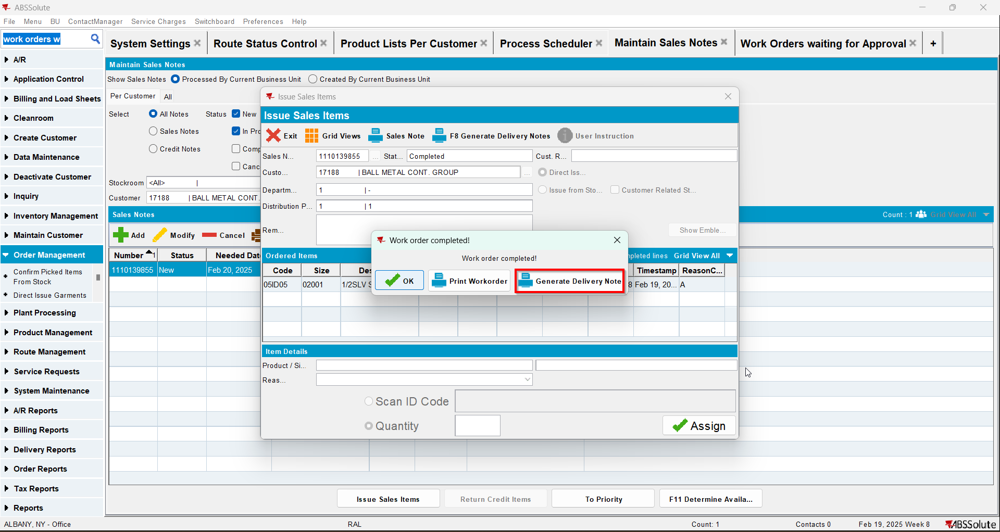 ABSSolute
File Menu BU ContactManager Service Charges Switchboard Preferences Help
work orders w
System Settings Route Status Control Product Lists Per Customer Process Scheduler Maintain Sales Notes Work Orders waiting for Approval +
A/R
Application Control
Billing and Load Sheets
Cleanroom
Create Customer
Data Maintenance
Deactivate Customer
Inquiry
Inventory Management
Maintain Customer
Order Management
Confirm Picked Items
From Stock
Direct Issue Garments
Plant Processing
Product Management
Route Management
Service Requests
System Maintenance
A/R Reports
Billing Reports
Delivery Reports
Order Reports
Tax Reports
Reports
Maintain Sales Notes
Show Sales Notes Processed By Current Business Unit Created By Current Business Unit
Per Customer All
Select All Notes Status New
Sales Notes In Pro
Credit Notes Comp
Canc
Stockroom <All> |
Customer 17188 | BALL METAL CONT.
Sales Notes
Count : 1 Grid View All
Add Modify Cancel
Number 1 Status Needed Date
1110139855 New Feb 20, 2025
Issue Sales Items
Issue Sales Items
Exit Grid Views Sales Note F8 Generate Delivery Notes User Instruction
Sales N... 1110139855 ... Stat... Completed Cust. R...
Custo... 17188 | BALL METAL CONT. GROUP ... Direct Iss...
Departm... 1 | - Issue from Sto... Customer Related St...
Distribution P... 1 | 1
Rem...
Show Emble...
Ordered Items
mpleted lines Grid View All
Code Size Des Timestamp ReasonC...
05ID05 02001 1/2SLV S 8 Feb 19, 20... A
Work order completed!
Work order completed!
OK Print Workorder Generate Delivery Note
Item Details
Product / Si...
Reas...
Scan ID Code
Quantity
Assign
Issue Sales Items Return Credit Items To Priority F11 Determine Availa...
ALBANY, NY - Office RAL Count: 1 Contacts 0 Feb 19, 2025 Week 8 ABSSolute